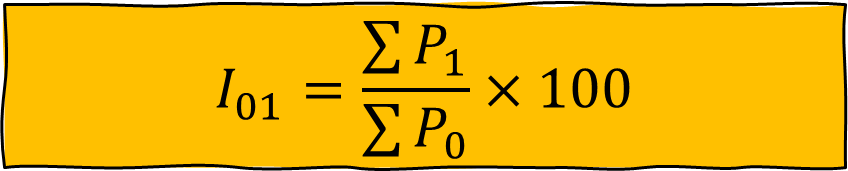 I₀₁ = ∑ P₁ / ∑ P₀ × 100